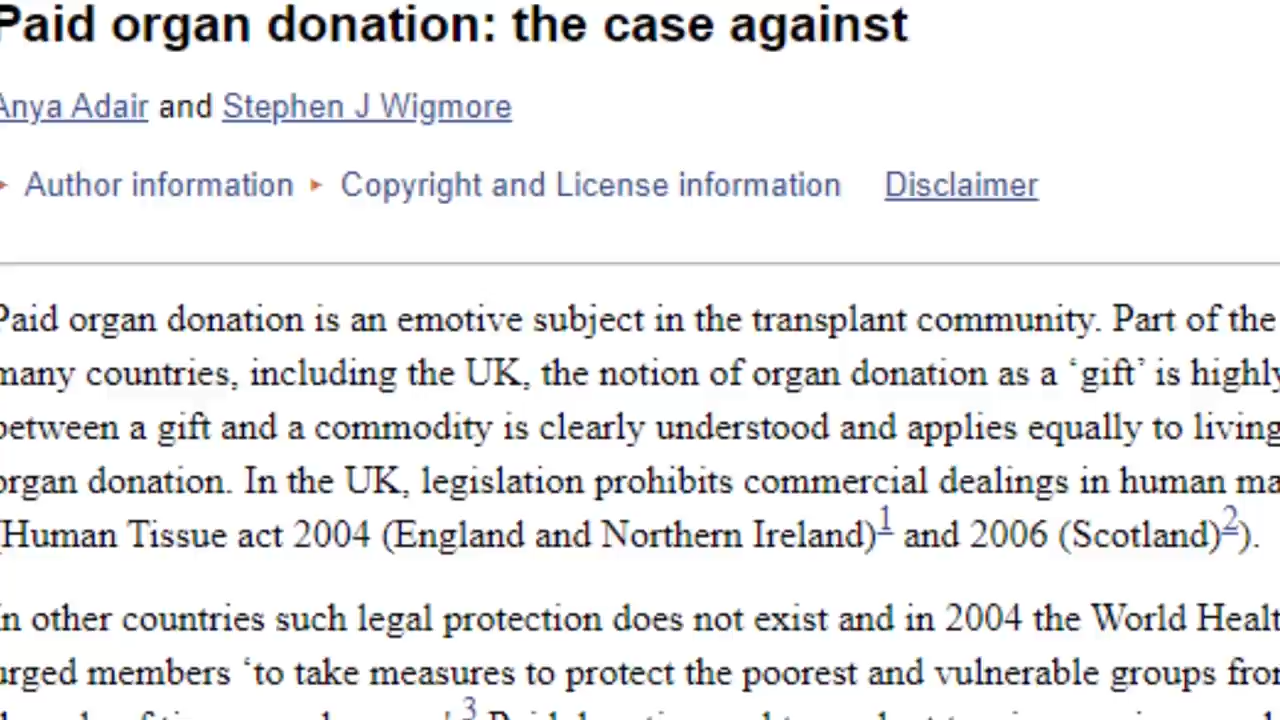 Paid organ donation: the case against
Anya Adair and Stephen J Wigmore
▸ Author information ▸ Copyright and License information Disclaimer
Paid organ donation is an emotive subject in the transplant community. Part of the
many countries, including the UK, the notion of organ donation as a ‘gift’ is highly
between a gift and a commodity is clearly understood and applies equally to living
organ donation. In the UK, legislation prohibits commercial dealings in human ma
(Human Tissue act 2004 (England and Northern Ireland)1 and 2006 (Scotland)2).
In other countries such legal protection does not exist and in 2004 the World Healt
urged members ‘to take measures to protect the poorest and vulnerable groups from
3